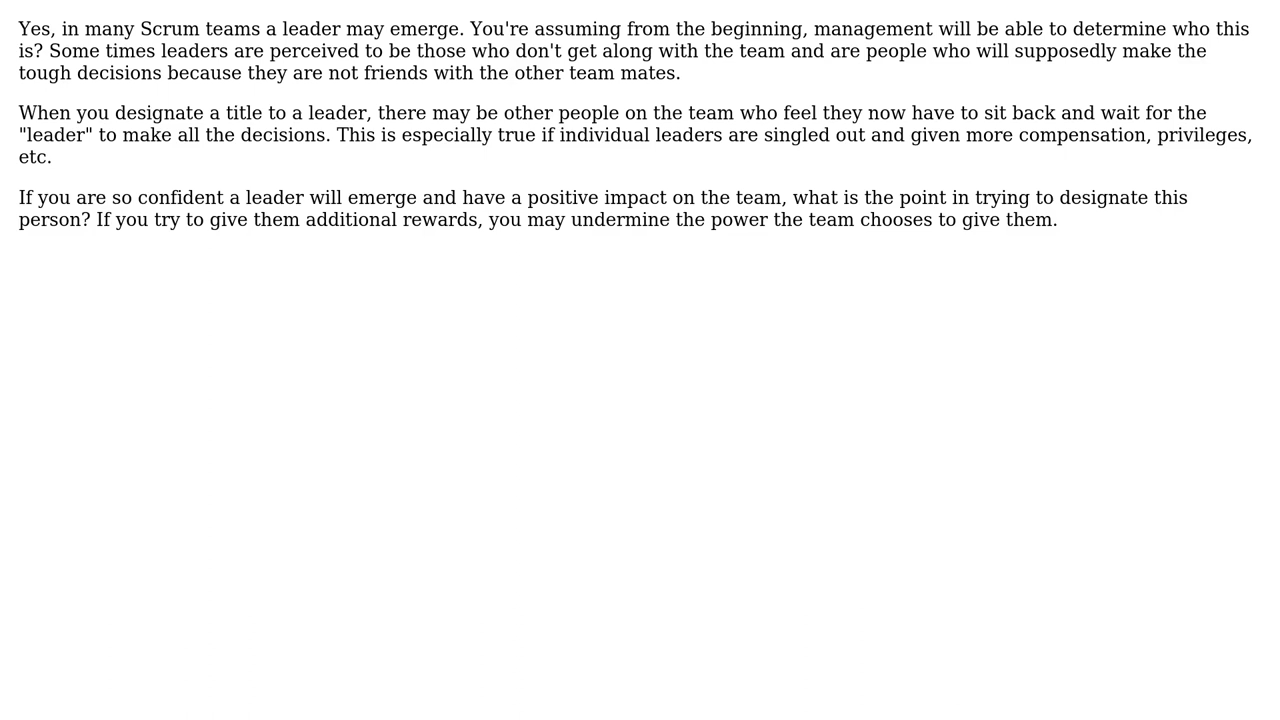 Yes, in many Scrum teams a leader may emerge. You're assuming from the beginning, management will be able to determine who this
is? Some times leaders are perceived to be those who don't get along with the team and are people who will supposedly make the
tough decisions because they are not friends with the other team mates.
When you designate a title to a leader, there may be other people on the team who feel they now have to sit back and wait for the
"leader" to make all the decisions. This is especially true if individual leaders are singled out and given more compensation, privileges,
etc.
If you are so confident a leader will emerge and have a positive impact on the team, what is the point in trying to designate this
person? If you try to give them additional rewards, you may undermine the power the team chooses to give them.